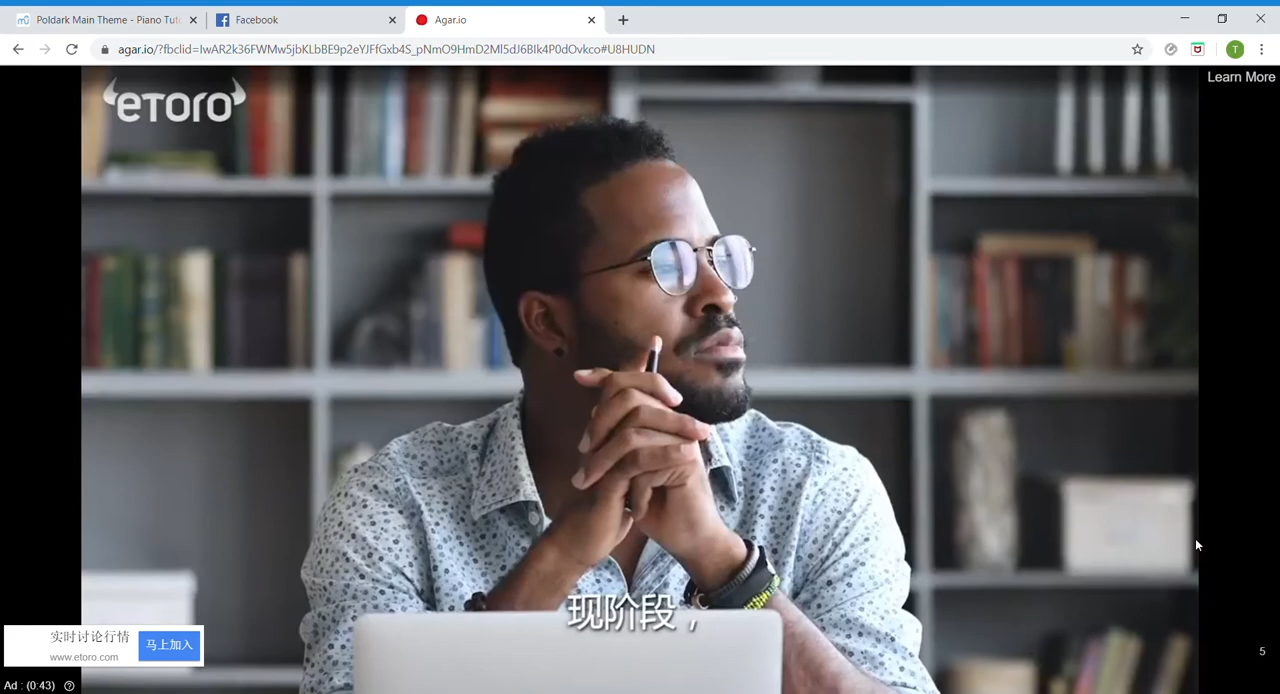 Poldark Main Theme - Piano Tut
Facebook
Agar.io
agar.io/?fbclid=IwAR2k36FWMw5jbKLbBE9p2eYJFfGxb4S_pNmO9HmD2Ml5dJ6Blk4P0dOvkco#U8HUDN
T
eTORO
Learn More
现阶段，
实时讨论行情
www.etoro.com
马上加入
5
Ad : (0:43)